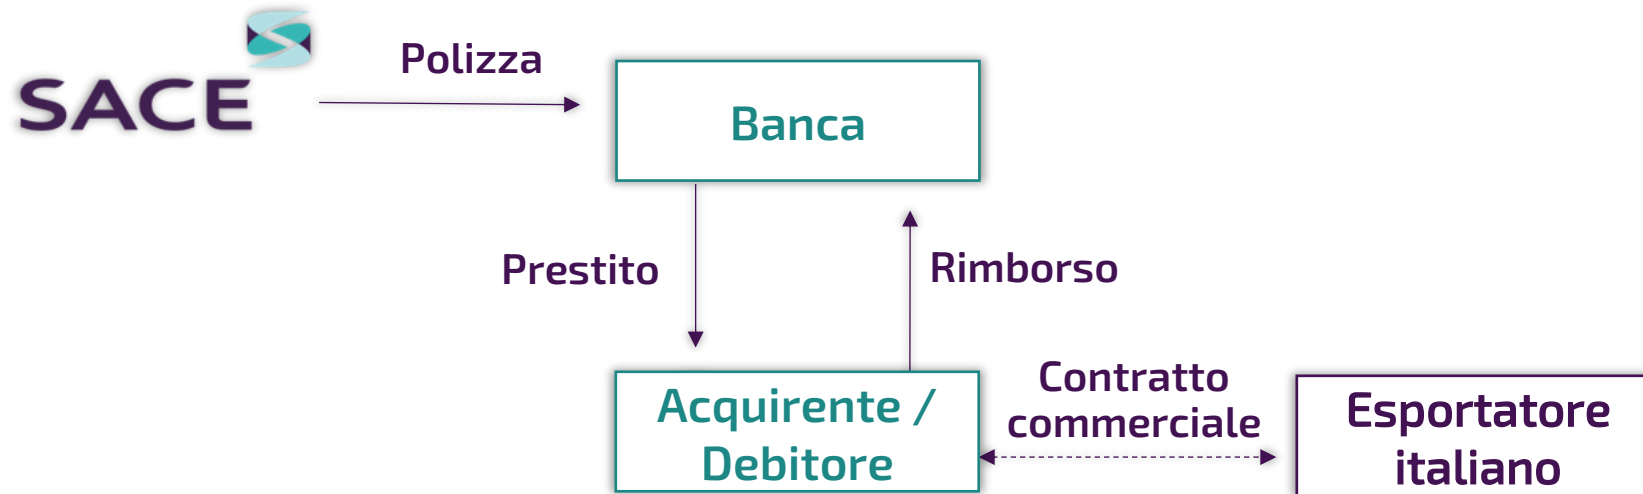 SACE
Polizza
Banca
Prestito
Rimborso
Acquirente /
Debitore
Contratto
commerciale
Esportatore
italiano